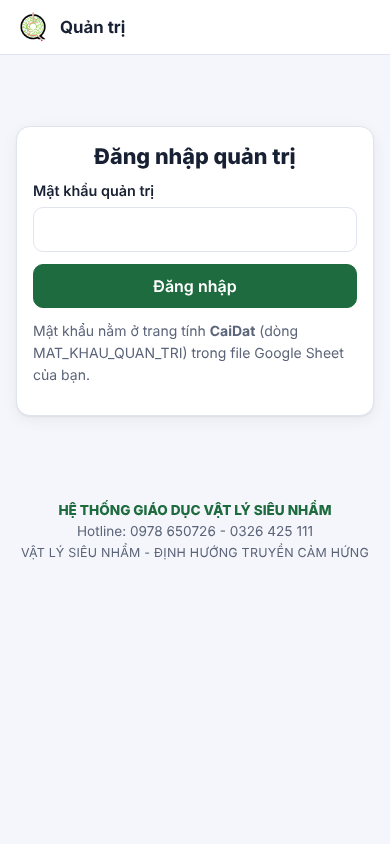 Quản trị
Đăng nhập quản trị
Mật khẩu quản trị
Đăng nhập
Mật khẩu nằm ở trang tính CaiDat (dòng
MAT_KHAU_QUAN_TRI) trong file Google Sheet
của bạn.
HỆ THỐNG GIÁO DỤC VẬT LÝ SIÊU NHẨM
Hotline: 0978 650726 - 0326 425 111
VẬT LÝ SIÊU NHẨM - ĐỊNH HƯỚNG TRUYỀN CẢM HỨNG